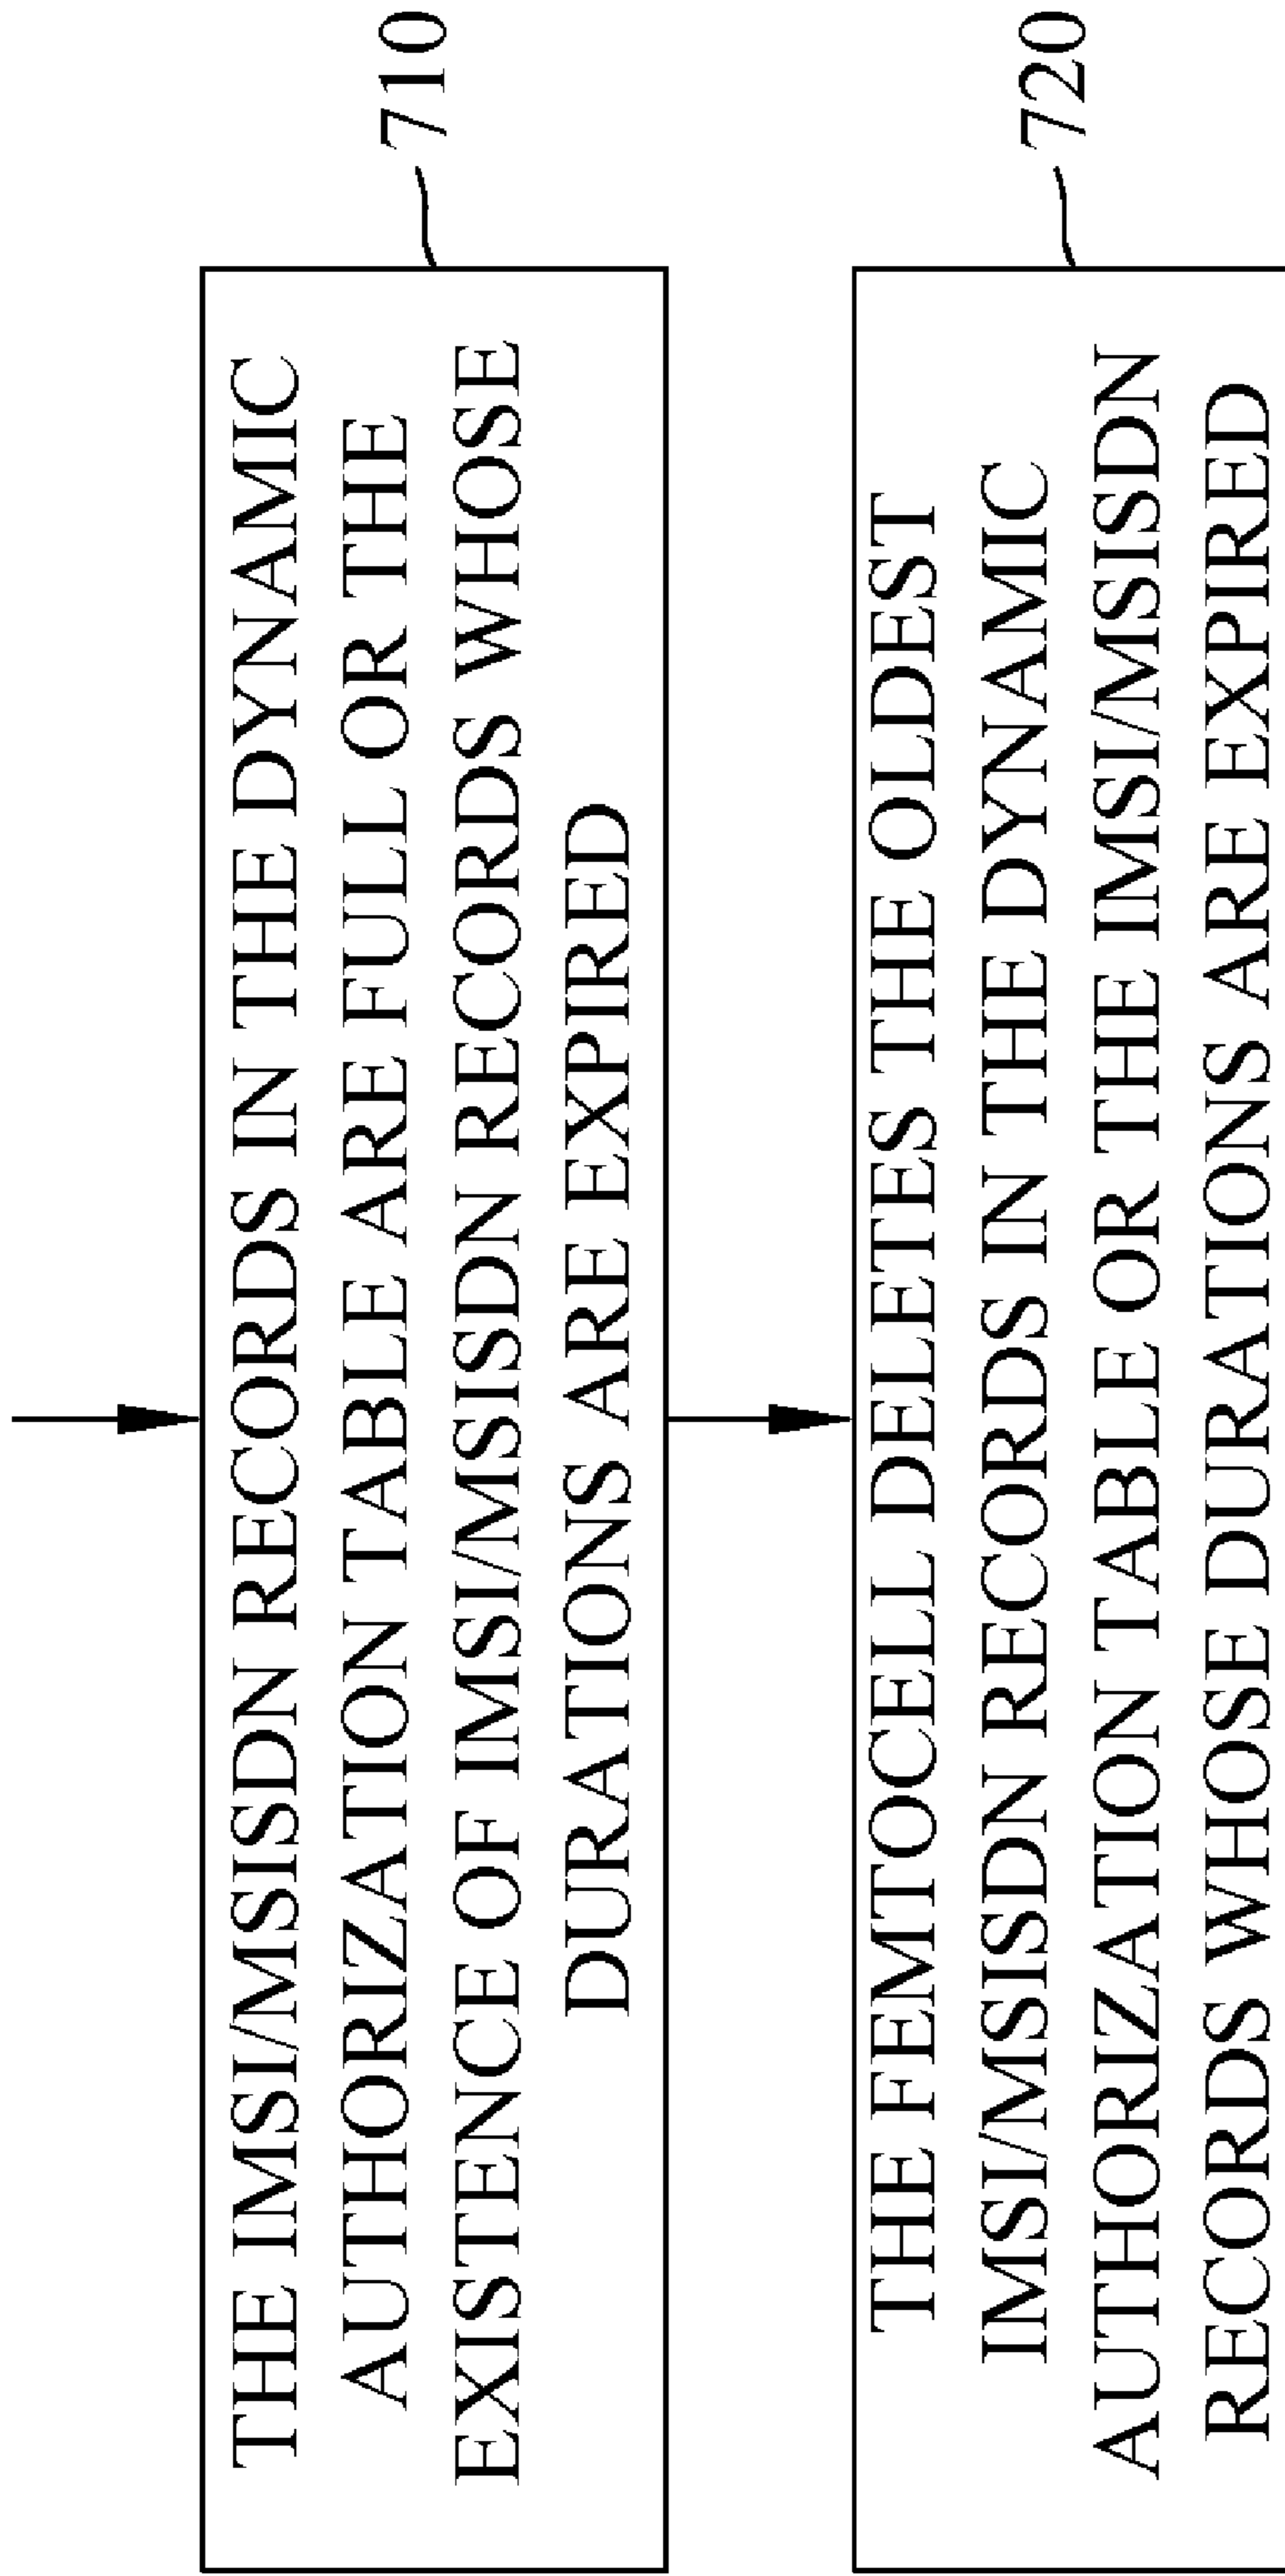 THE IMSI/MSISDN RECORDS IN THE DYNAMIC
AUTHORIZATION TABLE ARE FULL OR THE
EXISTENCE OF IMSI/MSISDN RECORDS WHOSE
DURATIONS ARE EXPIRED
710
THE FEMTOCELL DELETES THE OLDEST
IMSI/MSISDN RECORDS IN THE DYNAMIC
AUTHORIZATION TABLE OR THE IMSI/MSISDN
RECORDS WHOSE DURATIONS ARE EXPIRED
720